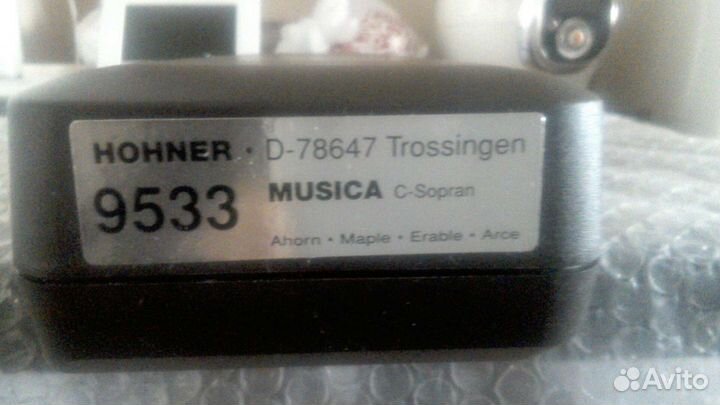 HOHNER • D-78647 Trossingen
9533 MUSICA C-Sopran
Ahorn • Maple • Erable • Arce
Avito